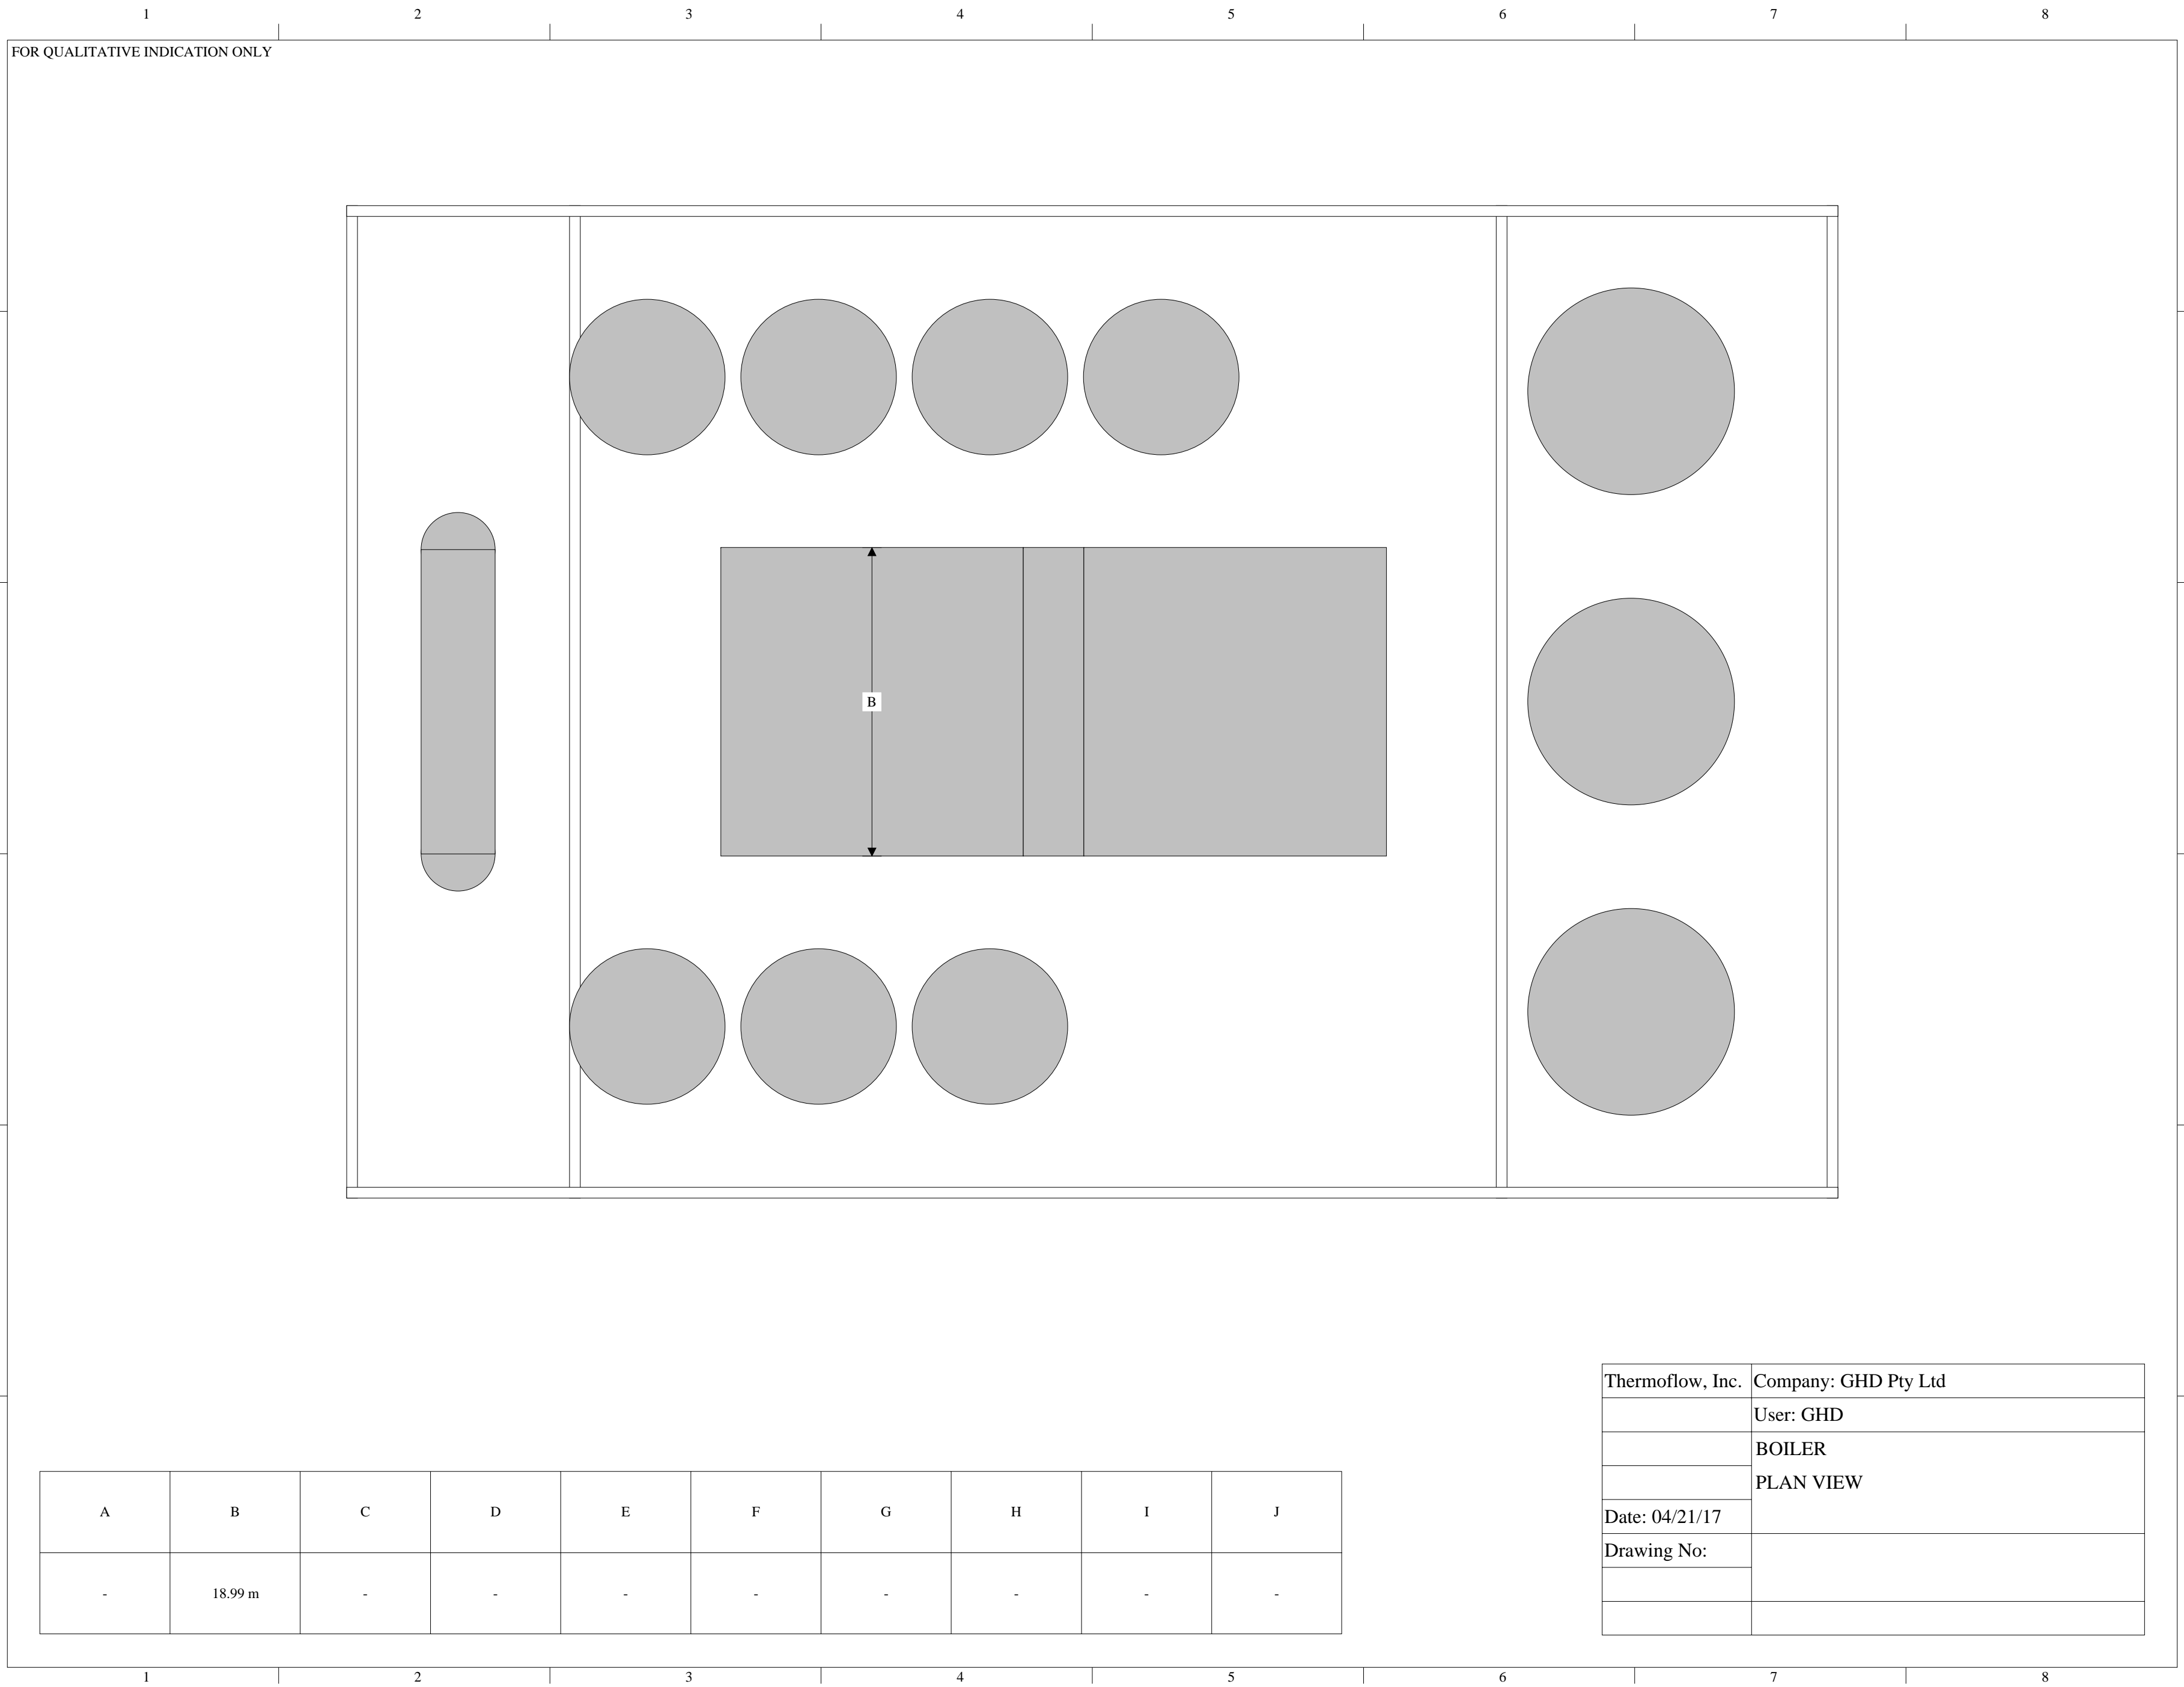 1 2 3 4 5 6 7 8
FOR QUALITATIVE INDICATION ONLY
B
Thermoflow, Inc. Company: GHD Pty Ltd
User: GHD
BOILER
PLAN VIEW
Date: 04/21/17
Drawing No:
A B C D E F G H I J
- 18.99 m - - - - - - - -
1 2 3 4 5 6 7 8